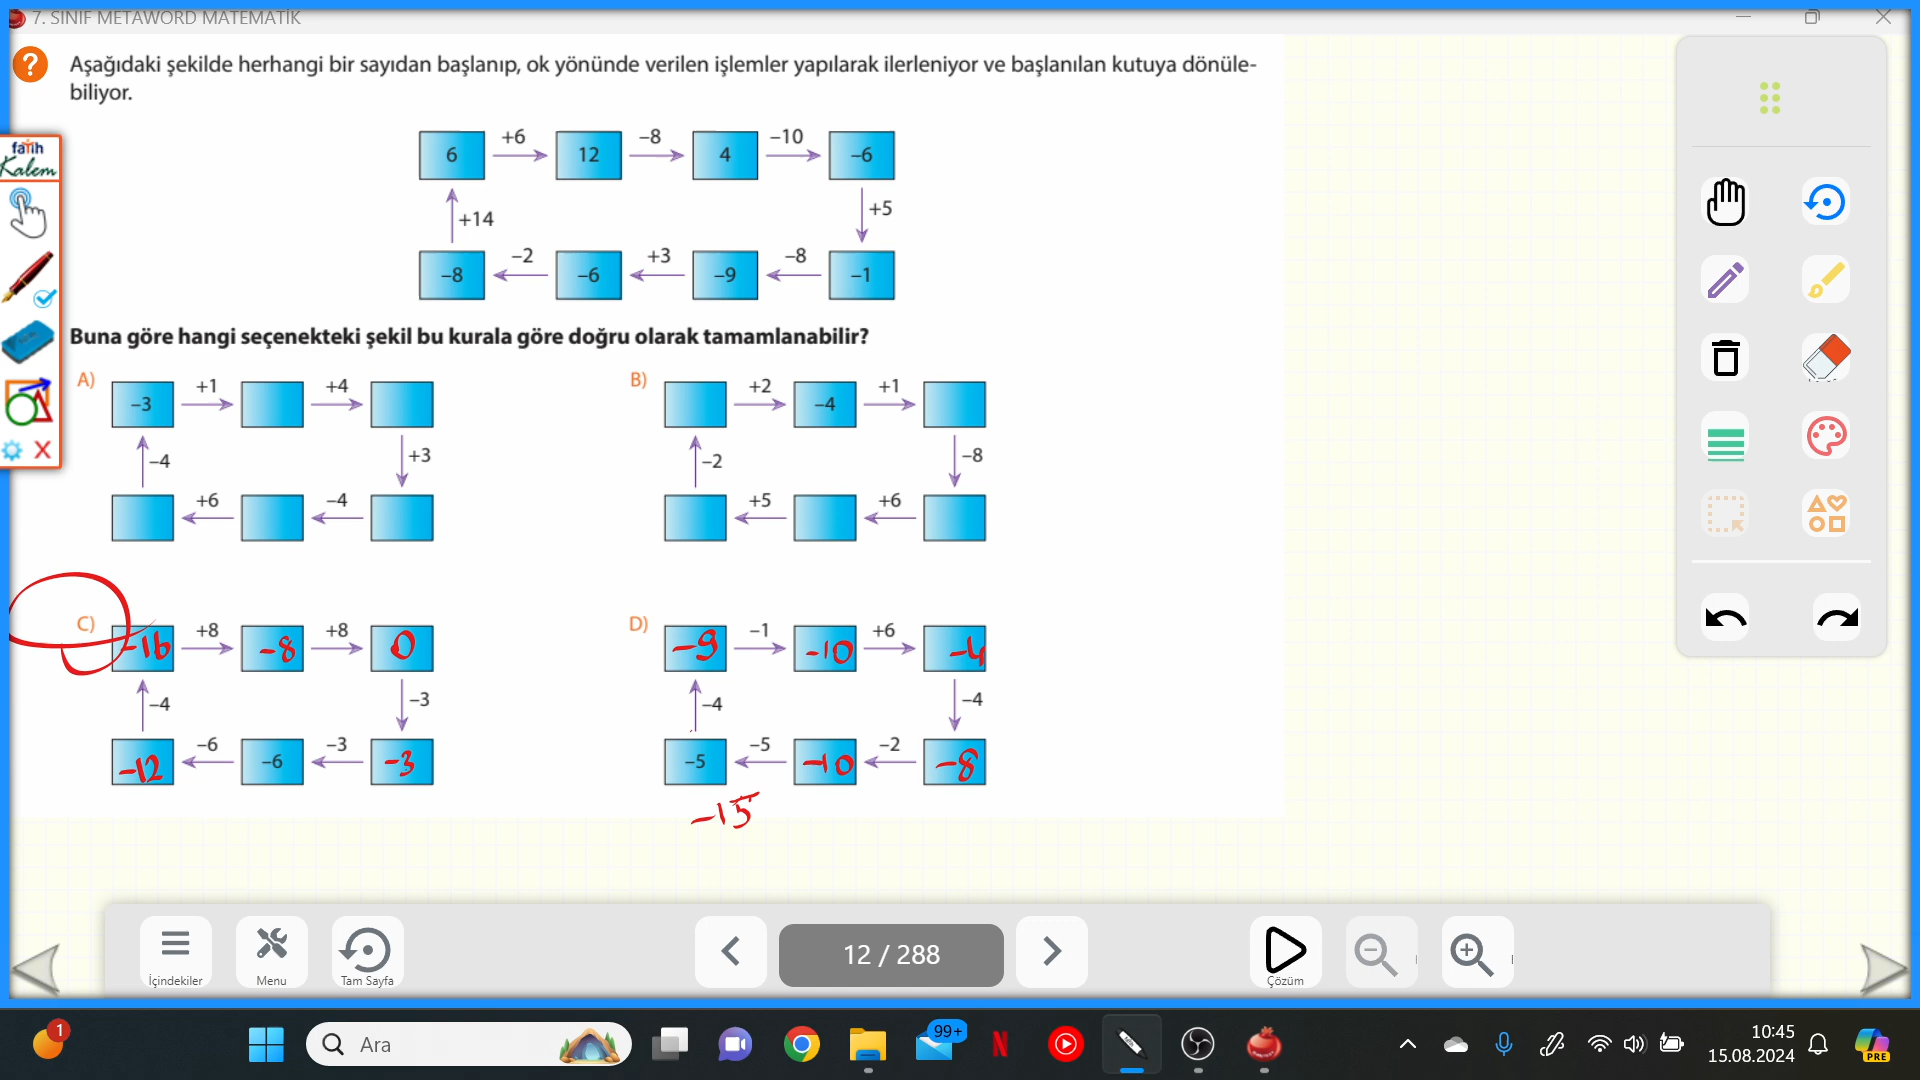 7. SINIF METAWORD MATEMATİK
?
Aşağıdaki şekilde herhangi bir sayıdan başlanıp, ok yönünde verilen işlemler yapılarak ilerleniyor ve başlanılan kutuya dönüle-
biliyor.
fatih
Kalem
+6 –8 –10
6 12 4 –6
+14 +5
–2 +3 –8
–8 –6 –9 –1
Buna göre hangi seçenekteki şekil bu kurala göre doğru olarak tamamlanabilir?
A) +1 +4
–3
–4 +3
+6 –4
B) +2 +1
–4
–2 –8
+5 +6
C) +8 +8
-16 -8 0
–4 –3
–6 –3
-12 –6 -3
D) –1 +6
-9 -10 -4
–4 –4
–5 –2
–5 -10 -8
-15
İçindekiler
Menu
Tam Sayfa
12 / 288
Çözüm
1
Ara
99+
10:45
15.08.2024
PRE